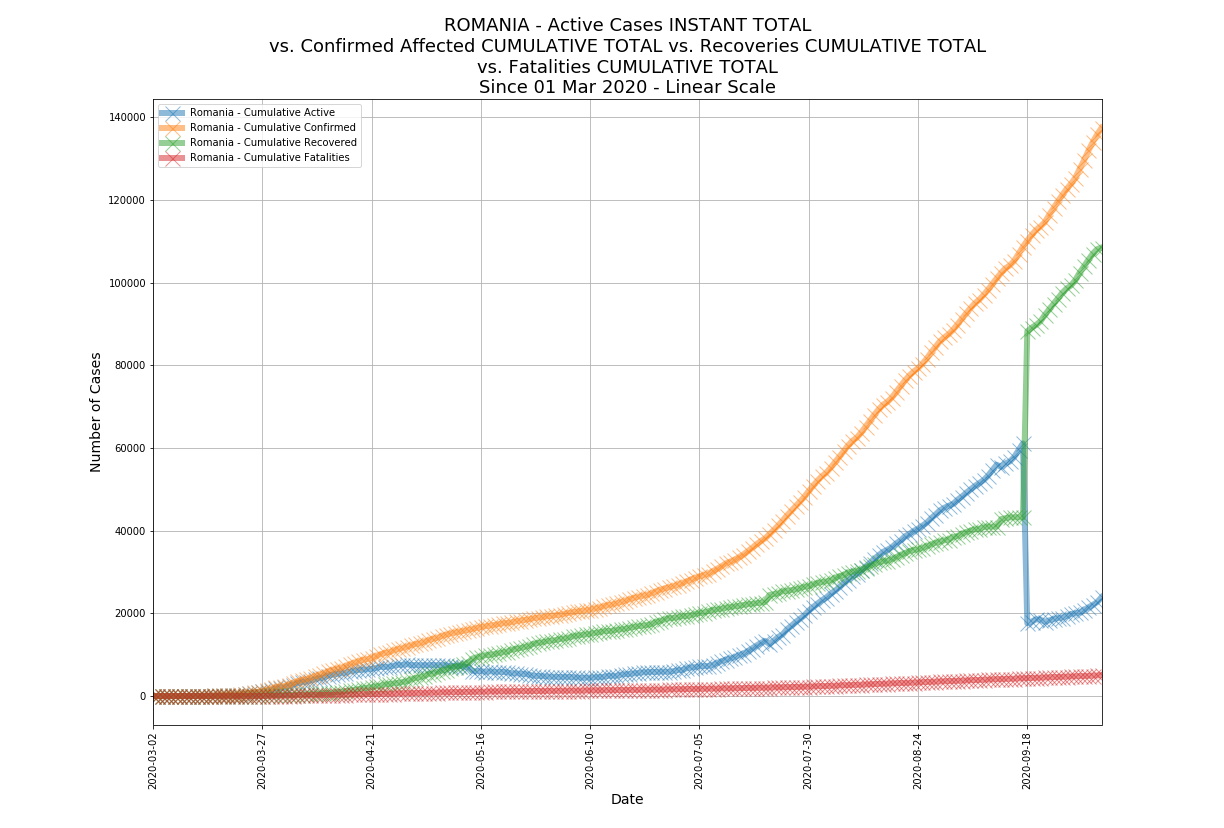 ROMANIA - Active Cases INSTANT TOTAL
vs. Confirmed Affected CUMULATIVE TOTAL vs. Recoveries CUMULATIVE TOTAL
vs. Fatalities CUMULATIVE TOTAL
Since 01 Mar 2020 - Linear Scale
Romania - Cumulative Active
Romania - Cumulative Confirmed
Romania - Cumulative Recovered
Romania - Cumulative Fatalities
140000
120000
100000
80000
60000
40000
20000
0
Number of Cases
2020-03-02
2020-03-27
2020-04-21
2020-05-16
2020-06-10
2020-07-05
2020-07-30
2020-08-24
2020-09-18
Date